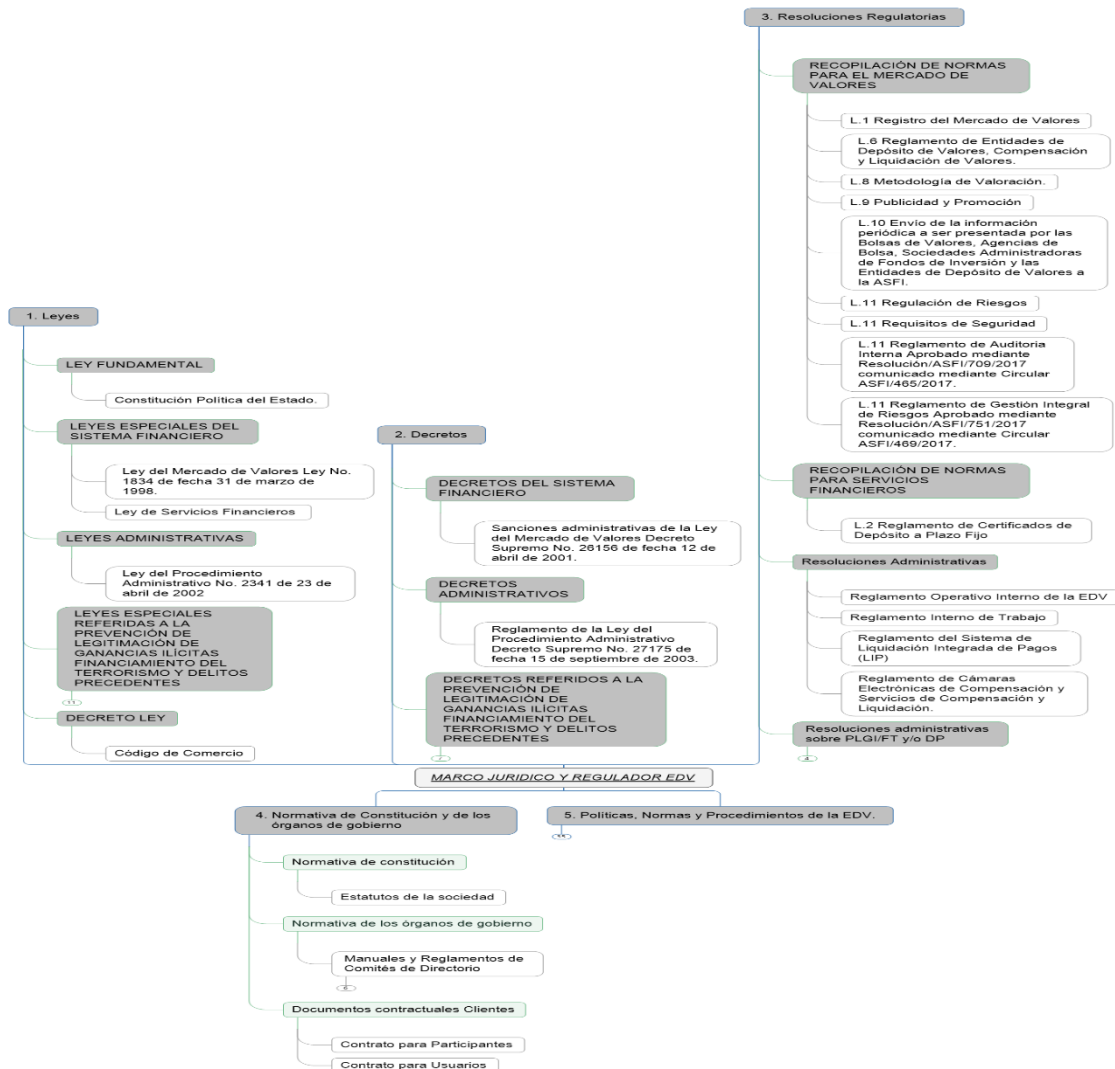 3. Resoluciones Regulatorias
RECOPILACIÓN DE NORMAS
PARA EL MERCADO DE
VALORES
L.1 Registro del Mercado de Valores
L.6 Reglamento de Entidades de
Depósito de Valores, Compensación
y Liquidación de Valores.
L.8 Metodología de Valoración.
L.9 Publicidad y Promoción
L.10 Envío de la información
periódica a ser presentada por las
Bolsas de Valores, Agencias de
Bolsa, Sociedades Administradoras
de Fondos de Inversión y las
Entidades de Depósito de Valores a
la ASFI.
L.11 Regulación de Riesgos
L.11 Requisitos de Seguridad
L.11 Reglamento de Auditoria
Interna Aprobado mediante
Resolución/ASFI/709/2017
comunicado mediante Circular
ASFI/465/2017.
L.11 Reglamento de Gestión Integral
de Riesgos Aprobado mediante
Resolución/ASFI/751/2017
comunicado mediante Circular
ASFI/469/2017.
RECOPILACIÓN DE NORMAS
PARA SERVICIOS
FINANCIEROS
L.2 Reglamento de Certificados de
Depósito a Plazo Fijo
Resoluciones Administrativas
Reglamento Operativo Interno de la EDV
Reglamento Interno de Trabajo
Reglamento del Sistema de
Liquidación Integrada de Pagos
(LIP)
Reglamento de Cámaras
Electrónicas de Compensación y
Servicios de Compensación y
Liquidación.
Resoluciones administrativas
sobre PLGI/FT y/o DP
4
1. Leyes
LEY FUNDAMENTAL
Constitución Política del Estado.
LEYES ESPECIALES DEL
SISTEMA FINANCIERO
Ley del Mercado de Valores Ley No.
1834 de fecha 31 de marzo de
1998.
Ley de Servicios Financieros
LEYES ADMINISTRATIVAS
Ley del Procedimiento
Administrativo No. 2341 de 23 de
abril de 2002
LEYES ESPECIALES
REFERIDAS A LA
PREVENCIÓN DE
LEGITIMACIÓN DE
GANANCIAS ILÍCITAS
FINANCIAMIENTO DEL
TERRORISMO Y DELITOS
PRECEDENTES
11
DECRETO LEY
Código de Comercio
2. Decretos
DECRETOS DEL SISTEMA
FINANCIERO
Sanciones administrativas de la Ley
del Mercado de Valores Decreto
Supremo No. 26156 de fecha 12 de
abril de 2001.
DECRETOS
ADMINISTRATIVOS
Reglamento de la Ley del
Procedimiento Administrativo
Decreto Supremo No. 27175 de
fecha 15 de septiembre de 2003.
DECRETOS REFERIDOS A LA
PREVENCIÓN DE
LEGITIMACIÓN DE
GANANCIAS ILÍCITAS
FINANCIAMIENTO DEL
TERRORISMO Y DELITOS
PRECEDENTES
MARCO JURIDICO Y REGULADOR EDV
4. Normativa de Constitución y de los
órganos de gobierno
Normativa de constitución
Estatutos de la sociedad
Normativa de los órganos de gobierno
Manuales y Reglamentos de
Comités de Directorio
Documentos contractuales Clientes
Contrato para Participantes
Contrato para Usuarios
5. Políticas, Normas y Procedimientos de la EDV.